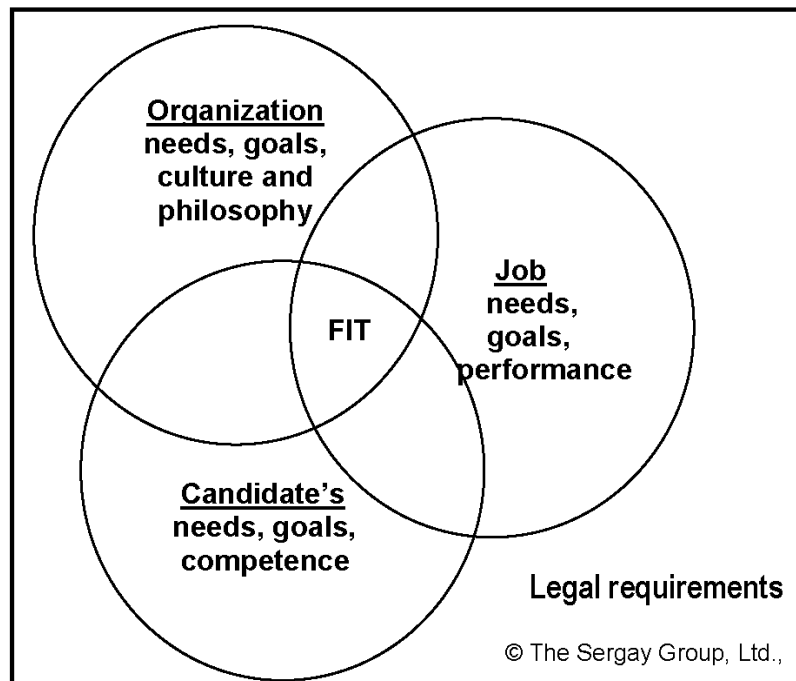 Organization
needs, goals,
culture and
philosophy
Job
needs,
goals,
performance
FIT
Candidate’s
needs, goals,
competence
Legal requirements
© The Sergay Group, Ltd.,